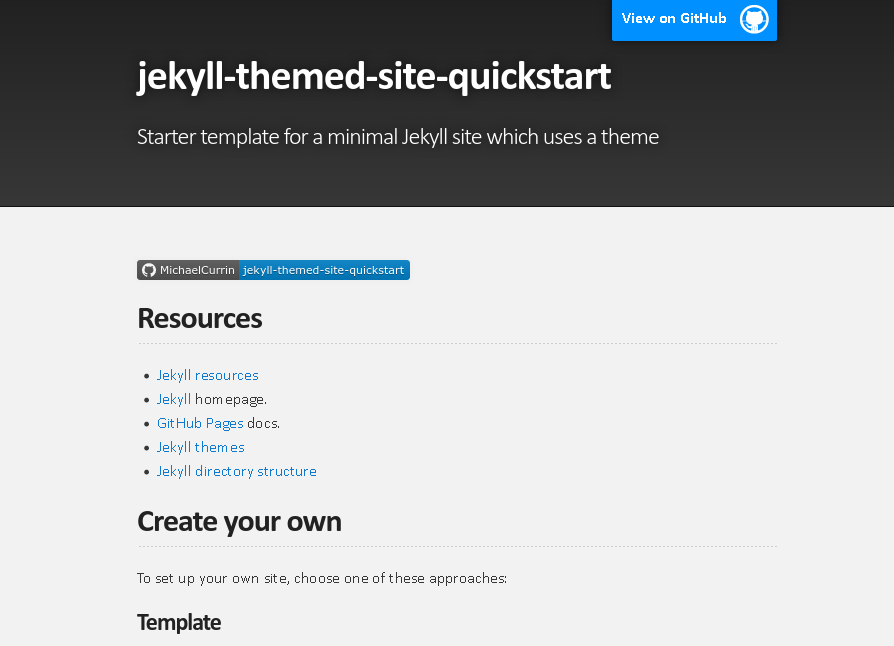 View on GitHub
jekyll-themed-site-quickstart
Starter template for a minimal Jekyll site which uses a theme
MichaelCurrin jekyll-themed-site-quickstart
Resources
Jekyll resources
Jekyll homepage.
GitHub Pages docs.
Jekyll themes
Jekyll directory structure
Create your own
To set up your own site, choose one of these approaches:
Template